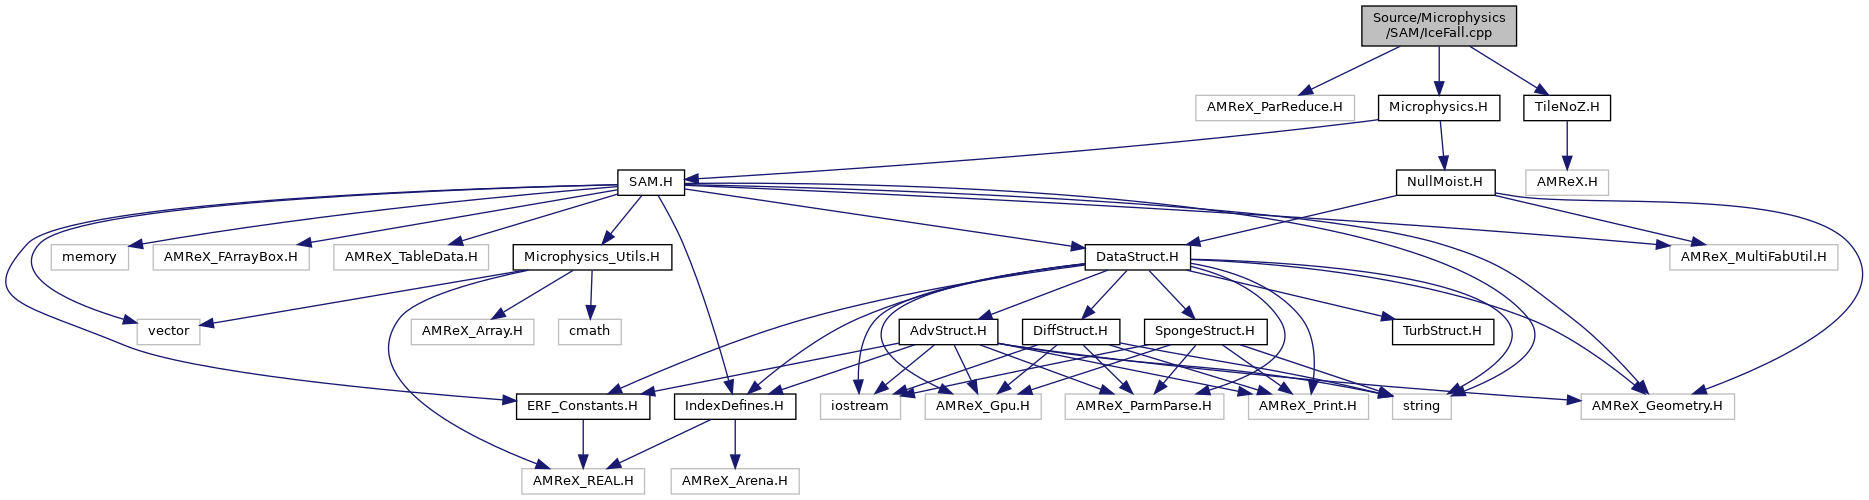 Source/Microphysics
/SAM/IceFall.cpp
AMReX_ParReduce.H
Microphysics.H
TileNoZ.H
SAM.H
NullMoist.H
AMReX.H
memory
AMReX_FArrayBox.H
AMReX_TableData.H
Microphysics_Utils.H
DataStruct.H
AMReX_MultiFabUtil.H
vector
AMReX_Array.H
cmath
AdvStruct.H
DiffStruct.H
SpongeStruct.H
TurbStruct.H
ERF_Constants.H
IndexDefines.H
iostream
AMReX_Gpu.H
AMReX_ParmParse.H
AMReX_Print.H
string
AMReX_Geometry.H
AMReX_REAL.H
AMReX_Arena.H